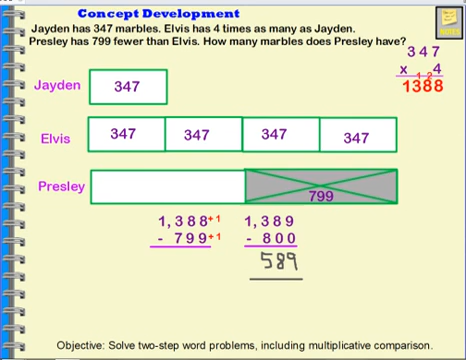 Concept Development
Jayden has 347 marbles. Elvis has 4 times as many as Jayden.
Presley has 799 fewer than Elvis. How many marbles does Presley have?
347
x 4
12
1388
Jayden 347
Elvis 347 347 347 347
Presley 799
1,388+1 1,389
- 799+1 - 800
589
Objective: Solve two-step word problems, including multiplicative comparison.